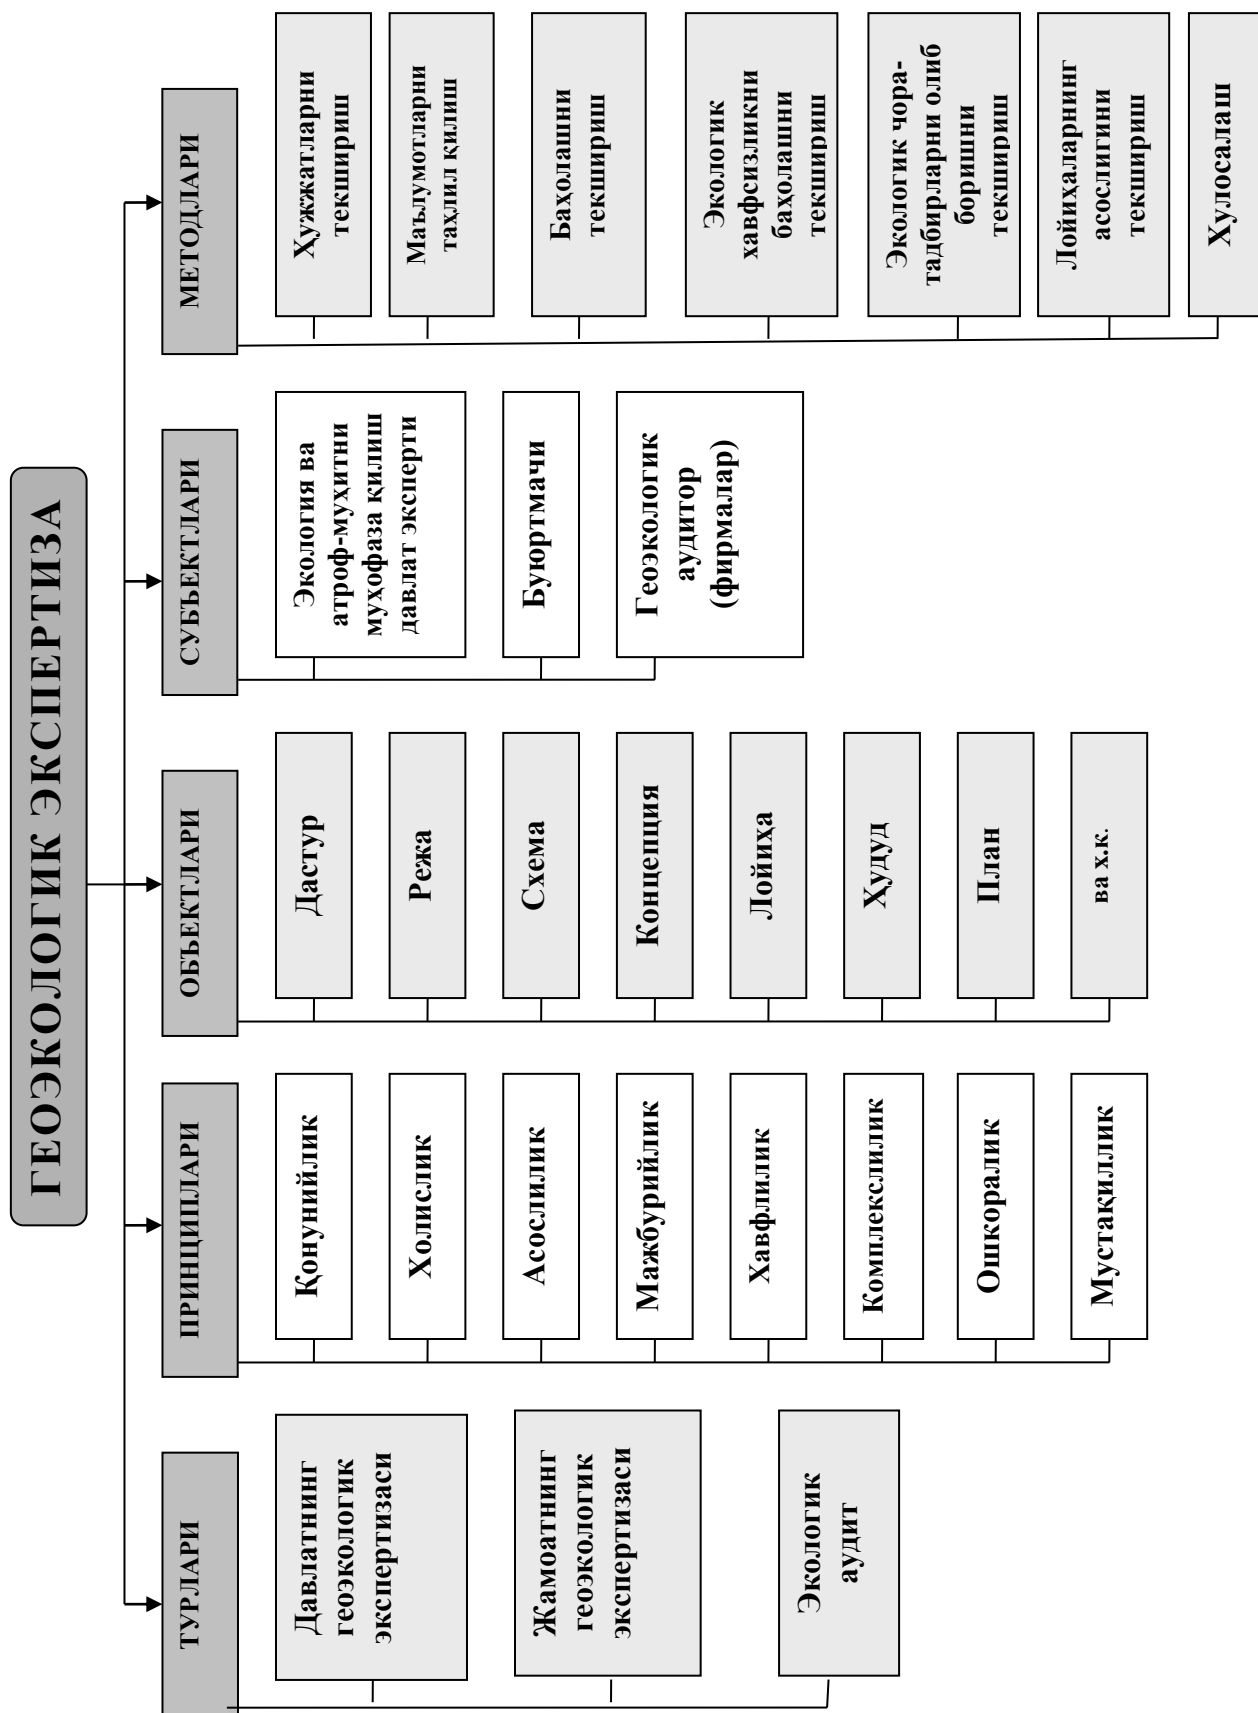 ГЕОЭКОЛОГИК ЭКСПЕРТИЗА
ТУРЛАРИ
Давлатнинг
геоэкологик
экспертизаси
Жамоатнинг
геоэкологик
экспертизаси
Экологик
аудит
ПРИНЦИПЛАРИ
Қонунийлик
Холислик
Асослилик
Мажбурийлик
Хавфлилик
Комплекслилик
Ошкоралик
Мустақиллик
ОБЪЕКТЛАРИ
Дастур
Режа
Схема
Концепция
Лойиҳа
Ҳудуд
План
ва х.к.
СУБЪЕКТЛАРИ
Экология ва
атроф-муҳитни
муҳофаза қилиш
давлат эксперти
Буюртмачи
Геоэкологик
аудитор
(фирмалар)
МЕТОДЛАРИ
Ҳужжатларни
текшириш
Маълумотларни
таҳлил қилиш
Баҳолашни
текшириш
Экологик
хавфсизликни
баҳолашни
текшириш
Экологик чора-
тадбирларни олиб
боришни
текшириш
Лойиҳаларнинг
асослигини
текшириш
Хулосалаш